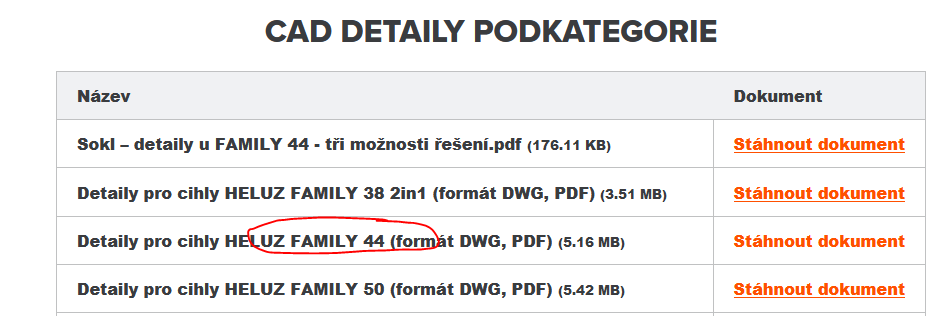 CAD DETAILY PODKATEGORIE
Název Dokument
Sokl – detaily u FAMILY 44 - tři možnosti řešení.pdf (176.11 KB) Stáhnout dokument
Detaily pro cihly HELUZ FAMILY 38 2in1 (formát DWG, PDF) (3.51 MB) Stáhnout dokument
Detaily pro cihly HELUZ FAMILY 44 (formát DWG, PDF) (5.16 MB) Stáhnout dokument
Detaily pro cihly HELUZ FAMILY 50 (formát DWG, PDF) (5.42 MB) Stáhnout dokument